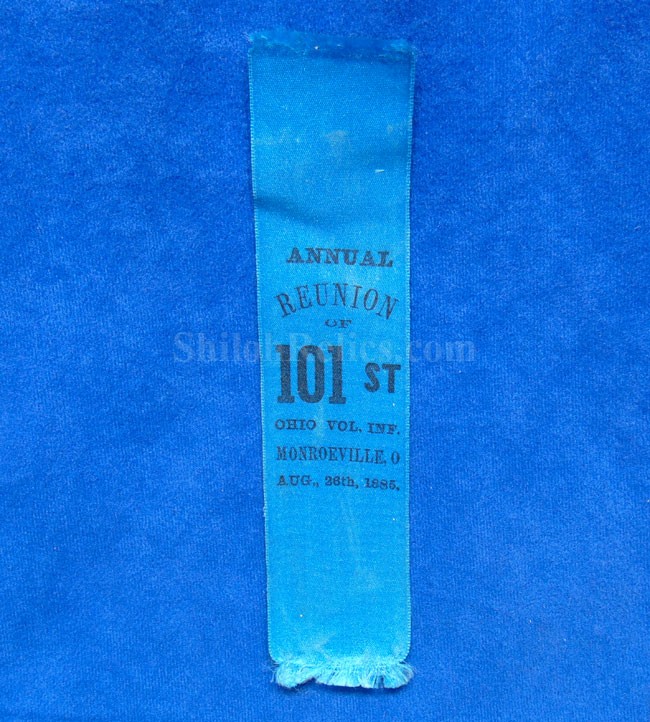 ANNUAL
REUNION
OF
ShilohRelics.com
101 ST
OHIO VOL. INF.
MONROEVILLE, O
AUG., 26th, 1885.